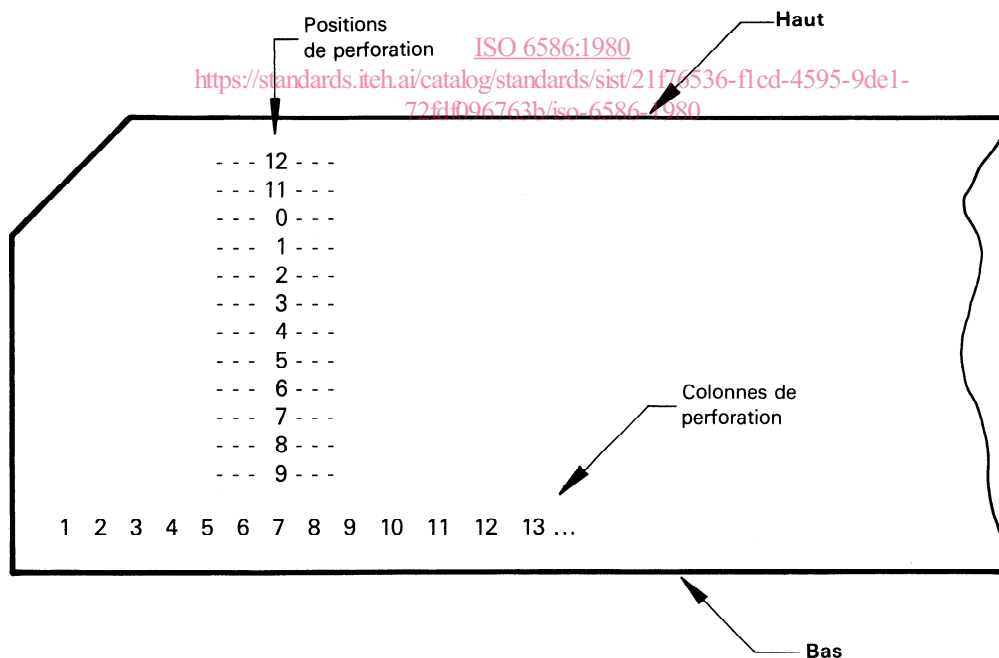 Positions
de perforation
Haut
ISO 6586:1980
https://standards.iteh.ai/catalog/standards/sist/21f76536-f1cd-4595-9de1-
72fdf096763b/iso-6586-1980
- - - 12 - - -
- - - 11 - - -
- - - 0 - - -
- - - 1 - - -
- - - 2 - - -
- - - 3 - - -
- - - 4 - - -
- - - 5 - - -
- - - 6 - - -
- - - 7 - - -
- - - 8 - - -
- - - 9 - - -
Colonnes de
perforation
1 2 3 4 5 6 7 8 9 10 11 12 13 ...
Bas